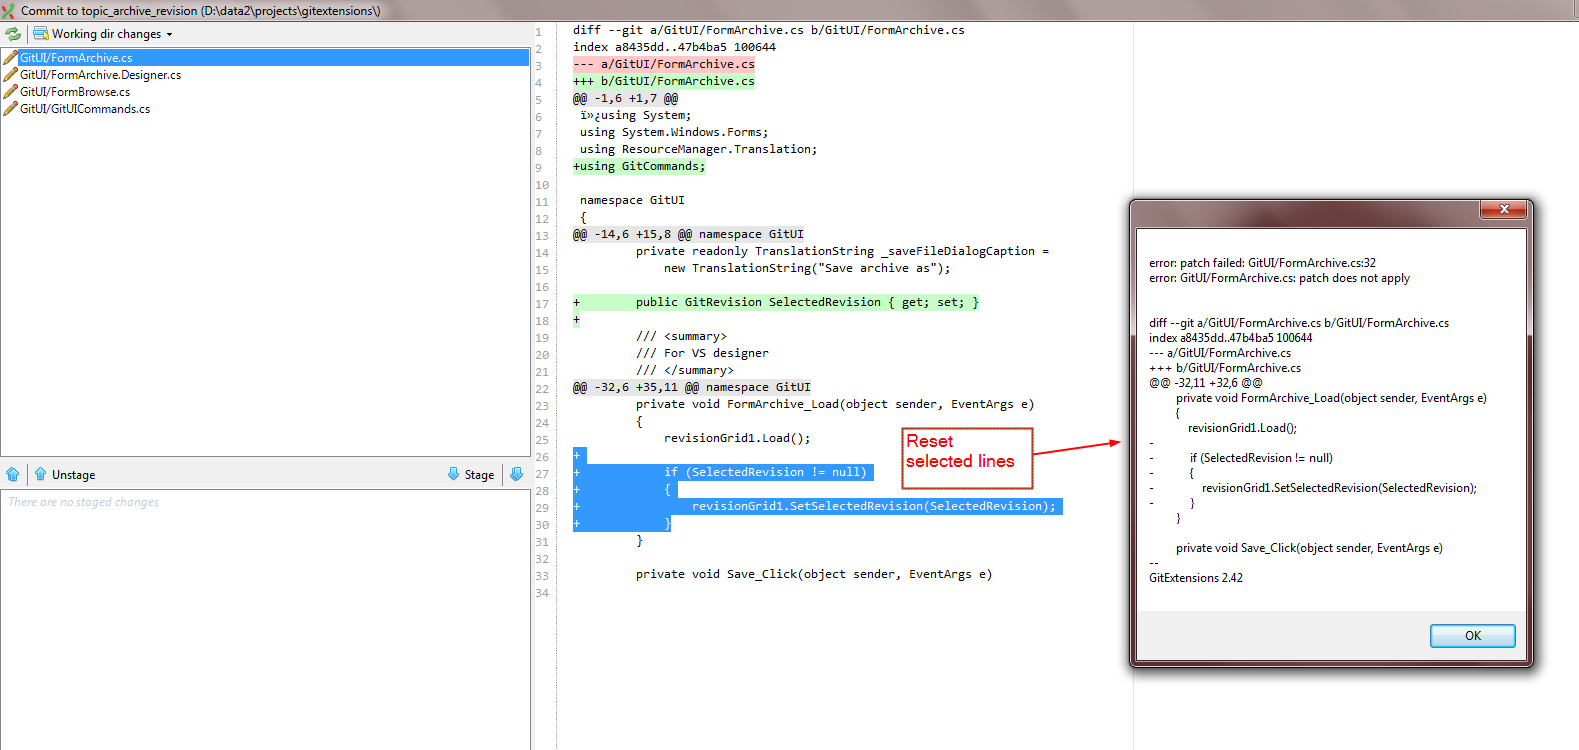 Commit to topic_archive_revision (D:\data2\projects\gitextensions\)
Working dir changes
GitUI/FormArchive.cs
GitUI/FormArchive.Designer.cs
GitUI/FormBrowse.cs
GitUI/GitUICommands.cs
Unstage
Stage
There are no staged changes
1 diff --git a/GitUI/FormArchive.cs b/GitUI/FormArchive.cs
2 index a8435dd..47b4ba5 100644
3 --- a/GitUI/FormArchive.cs
4 +++ b/GitUI/FormArchive.cs
5 @@ -1,6 +1,7 @@
6 ï»¿using System;
7 using System.Windows.Forms;
8 using ResourceManager.Translation;
9 +using GitCommands;
10
11 namespace GitUI
12 {
13 @@ -14,6 +15,8 @@ namespace GitUI
14 private readonly TranslationString _saveFileDialogCaption =
15 new TranslationString("Save archive as");
16
17 + public GitRevision SelectedRevision { get; set; }
18 +
19 /// <summary>
20 /// For VS designer
21 /// </summary>
22 @@ -32,6 +35,11 @@ namespace GitUI
23 private void FormArchive_Load(object sender, EventArgs e)
24 {
25 revisionGrid1.Load();
26 +
27 + if (SelectedRevision != null)
28 + {
29 + revisionGrid1.SetSelectedRevision(SelectedRevision);
30 + }
31 }
32
33 private void Save_Click(object sender, EventArgs e)
34
Reset
selected lines
error: patch failed: GitUI/FormArchive.cs:32
error: GitUI/FormArchive.cs: patch does not apply
diff --git a/GitUI/FormArchive.cs b/GitUI/FormArchive.cs
index a8435dd..47b4ba5 100644
--- a/GitUI/FormArchive.cs
+++ b/GitUI/FormArchive.cs
@@ -32,11 +32,6 @@
private void FormArchive_Load(object sender, EventArgs e)
{
revisionGrid1.Load();
-
- if (SelectedRevision != null)
- {
- revisionGrid1.SetSelectedRevision(SelectedRevision);
- }
}
private void Save_Click(object sender, EventArgs e)
--
GitExtensions 2.42
OK